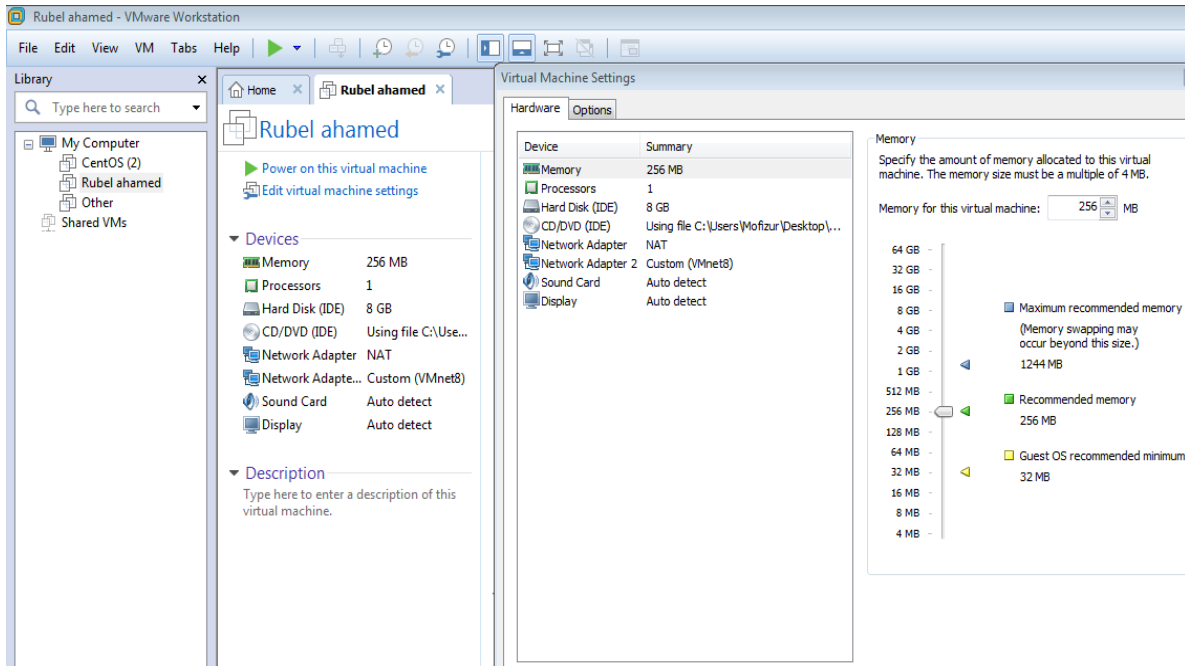 Rubel ahamed - VMware Workstation
File Edit View VM Tabs Help
Library
Type here to search
My Computer
CentOS (2)
Rubel ahamed
Other
Shared VMs
Home
Rubel ahamed
Rubel ahamed
Power on this virtual machine
Edit virtual machine settings
Devices
Memory 256 MB
Processors 1
Hard Disk (IDE) 8 GB
CD/DVD (IDE) Using file C:\Use...
Network Adapter NAT
Network Adapte... Custom (VMnet8)
Sound Card Auto detect
Display Auto detect
Description
Type here to enter a description of this
virtual machine.
Virtual Machine Settings
Hardware Options
Device Summary
Memory 256 MB
Processors 1
Hard Disk (IDE) 8 GB
CD/DVD (IDE) Using file C:\Users\Mofizur\Desktop\...
Network Adapter NAT
Network Adapter 2 Custom (VMnet8)
Sound Card Auto detect
Display Auto detect
Memory
Specify the amount of memory allocated to this virtual
machine. The memory size must be a multiple of 4 MB.
Memory for this virtual machine: 256 MB
64 GB
32 GB
16 GB
8 GB
4 GB
2 GB
1 GB
512 MB
256 MB
128 MB
64 MB
32 MB
16 MB
8 MB
4 MB
Maximum recommended memory
(Memory swapping may
occur beyond this size.)
1244 MB
Recommended memory
256 MB
Guest OS recommended minimum
32 MB